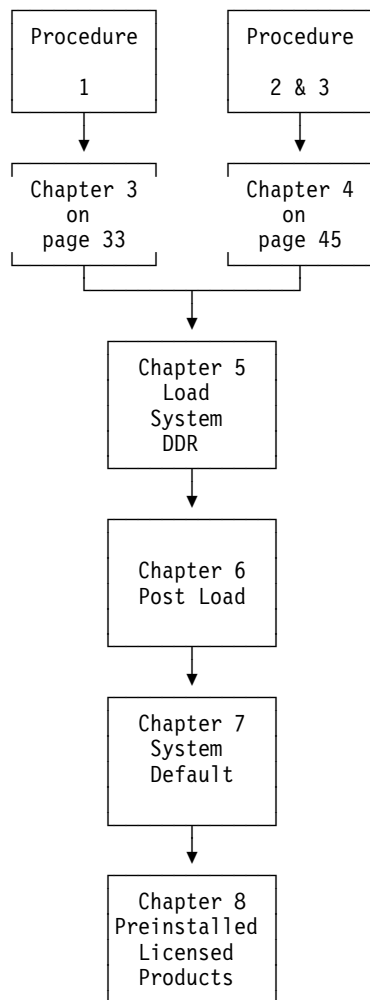 Procedure
1
Procedure
2 & 3
Chapter 3
on
page 33
Chapter 4
on
page 45
Chapter 5
Load
System
DDR
Chapter 6
Post Load
Chapter 7
System
Default
Chapter 8
Preinstalled
Licensed
Products